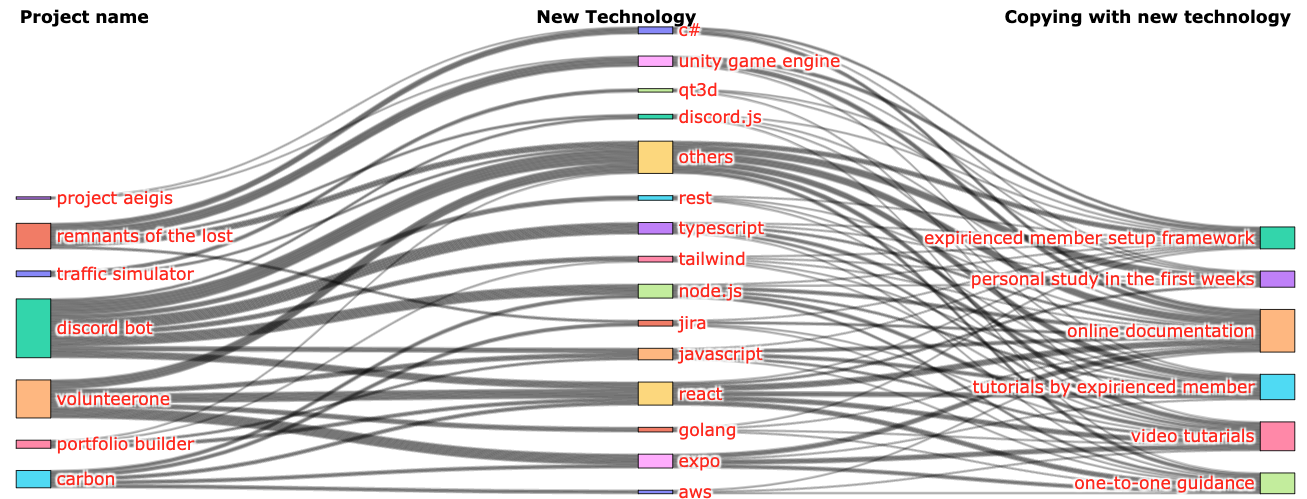 Project name
New Technology
Copying with new technology
c#
unity game engine
qt3d
discord.js
others
rest
typescript
tailwind
node.js
jira
javascript
react
golang
expo
aws
project aeigis
remnants of the lost
traffic simulator
discord bot
volunteerone
portfolio builder
carbon
expirienced member setup framework
personal study in the first weeks
online documentation
tutorials by expirienced member
video tutarials
one-to one guidance